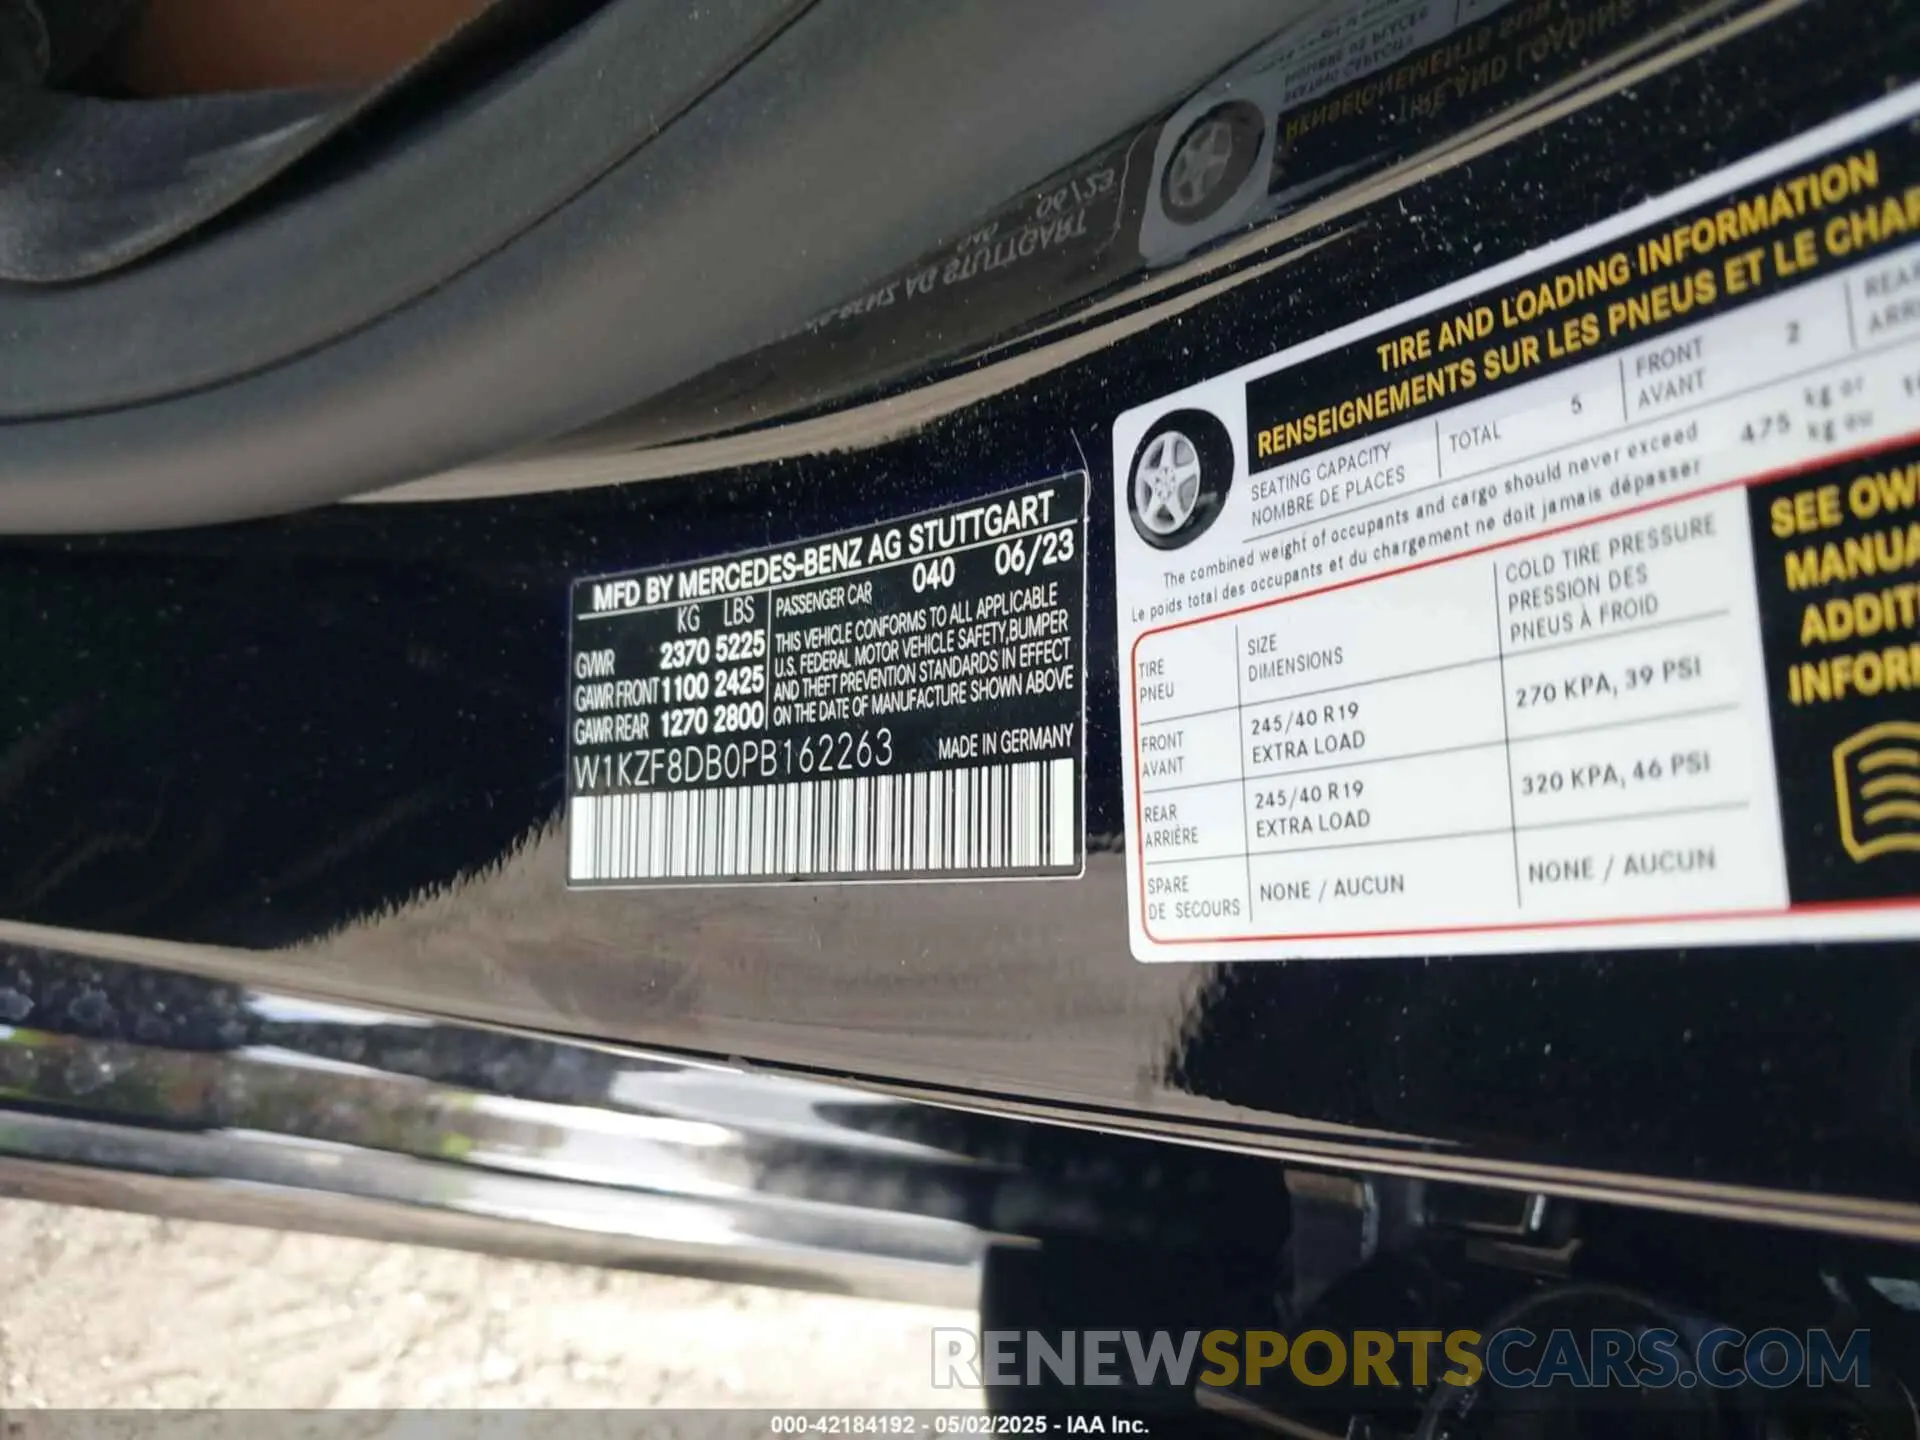 MFD BY MERCEDES-BENZ AG STUTTGART
KG LBS PASSENGER CAR 040 06/23
GVWR 2370 5225
GAWR FRONT 1100 2425
GAWR REAR 1270 2800
THIS VEHICLE CONFORMS TO ALL APPLICABLE
U.S. FEDERAL MOTOR VEHICLE SAFETY, BUMPER
AND THEFT PREVENTION STANDARDS IN EFFECT
ON THE DATE OF MANUFACTURE SHOWN ABOVE
W1KZF8DB0PB162263 MADE IN GERMANY
TIRE AND LOADING INFORMATION
RENSEIGNEMENTS SUR LES PNEUS ET LE CHAR
SEATING CAPACITY
NOMBRE DE PLACES
TOTAL 5
FRONT
AVANT
2
REAR
ARRI
The combined weight of occupants and cargo should never exceed
Le poids total des occupants et du chargement ne doit jamais dépasser
475
kg or
kg ou
TIRE
PNEU
SIZE
DIMENSIONS
COLD TIRE PRESSURE
PRESSION DES
PNEUS À FROID
FRONT
AVANT
245/40 R19
EXTRA LOAD
270 KPA, 39 PSI
REAR
ARRIÈRE
245/40 R19
EXTRA LOAD
320 KPA, 46 PSI
SPARE
DE SECOURS
NONE / AUCUN
NONE / AUCUN
SEE OW
MANUA
ADDITI
INFOR
RENEWSPORTSCARS.COM
000-42184192 - 05/02/2025 - IAA Inc.